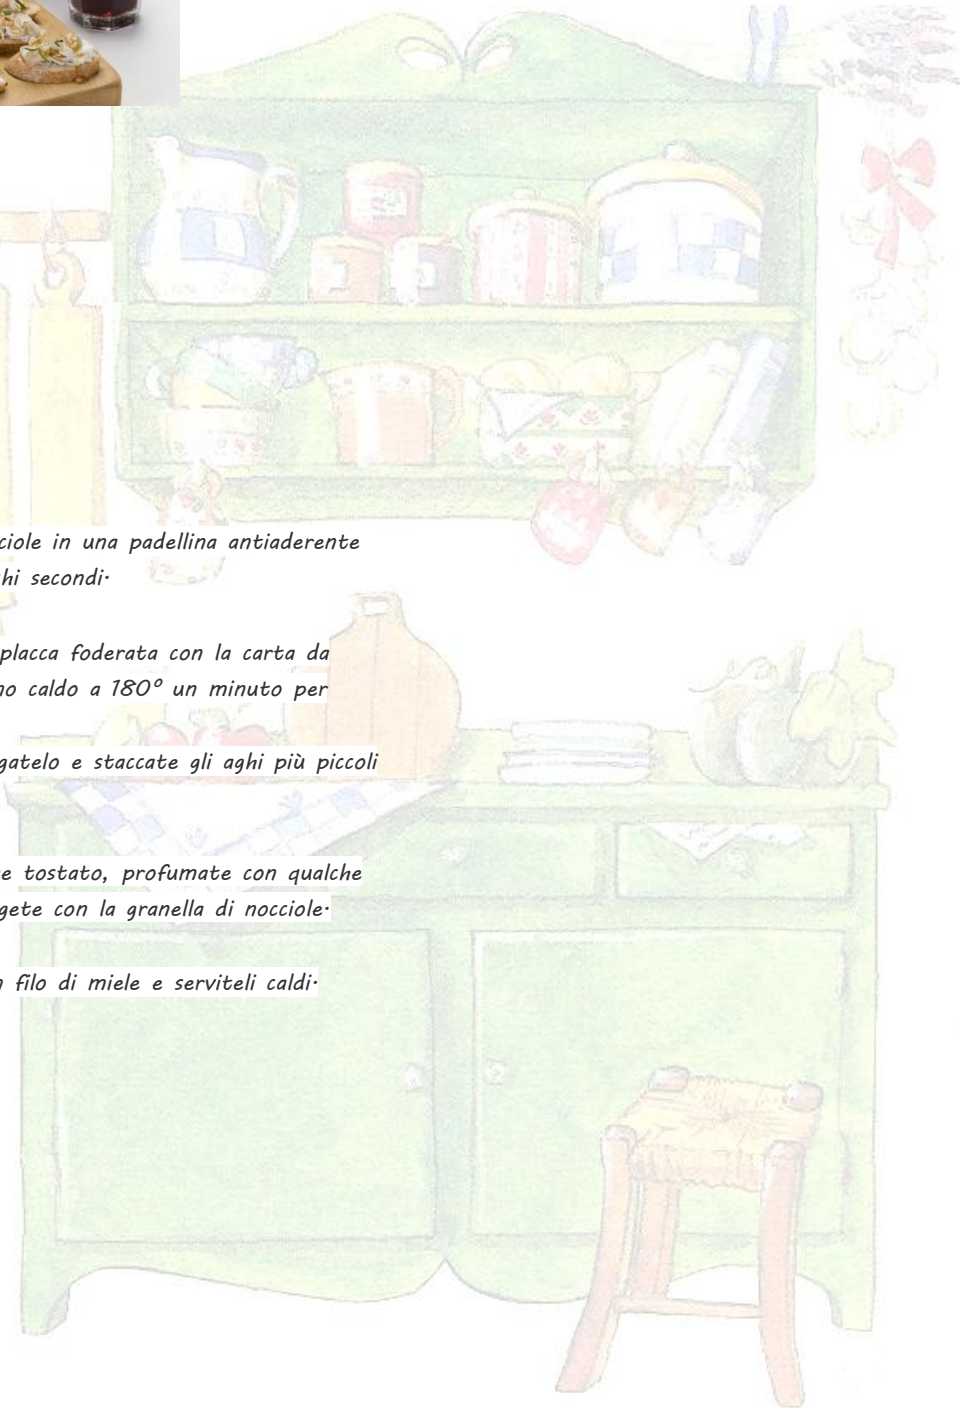 ciole in una padellina antiaderente
hi secondi.
placca foderata con la carta da
no caldo a 180° un minuto per
gatelo e staccate gli aghi più piccoli
e tostato, profumate con qualche
gete con la granella di nocciole.
n filo di miele e serviteli caldi.